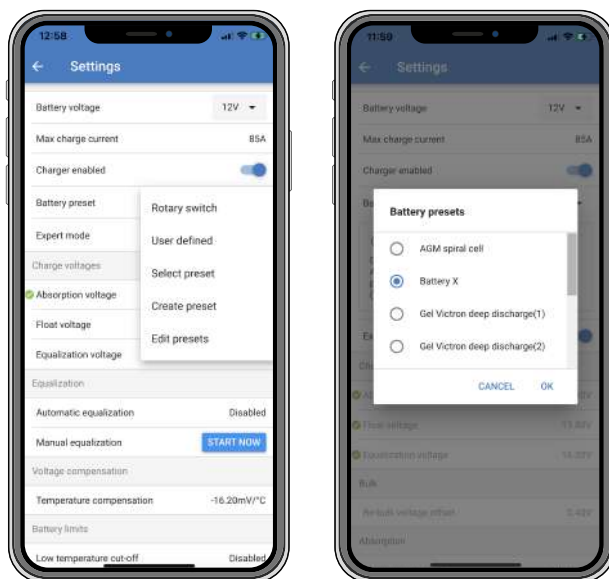 12:58
Settings
Battery voltage 12V
Max charge current 85A
Charger enabled
Battery preset
Expert mode
Rotary switch
User defined
Select preset
Create preset
Edit presets
Charge voltages
Absorption voltage
Float voltage
Equalization voltage
Equalization
Automatic equalization Disabled
Manual equalization START NOW
Voltage compensation
Temperature compensation -16.20mV/°C
Battery limits
Low temperature cut-off Disabled
11:59
Settings
Battery voltage 12V
Max charge current 85A
Charger enabled
Battery presets
AGM spiral cell
Battery X
Gel Victron deep discharge(1)
Gel Victron deep discharge(2)
CANCEL OK
Float voltage
Equalization voltage
Bulk
Re-bulk voltage offset
Absorption